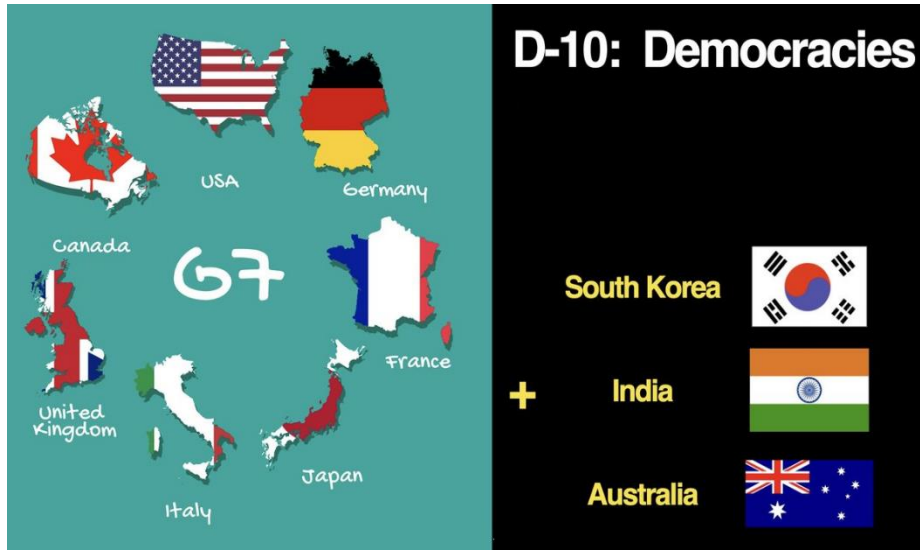 USA
Germany
Canada
G7
France
United
Kingdom
Japan
Italy
D-10: Democracies
South Korea
+ India
Australia